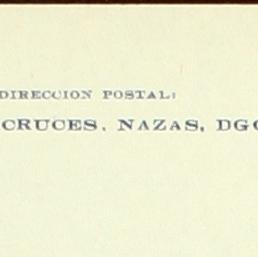 DIRECCION POSTAL:
CRUCES, NAZAS, DGO